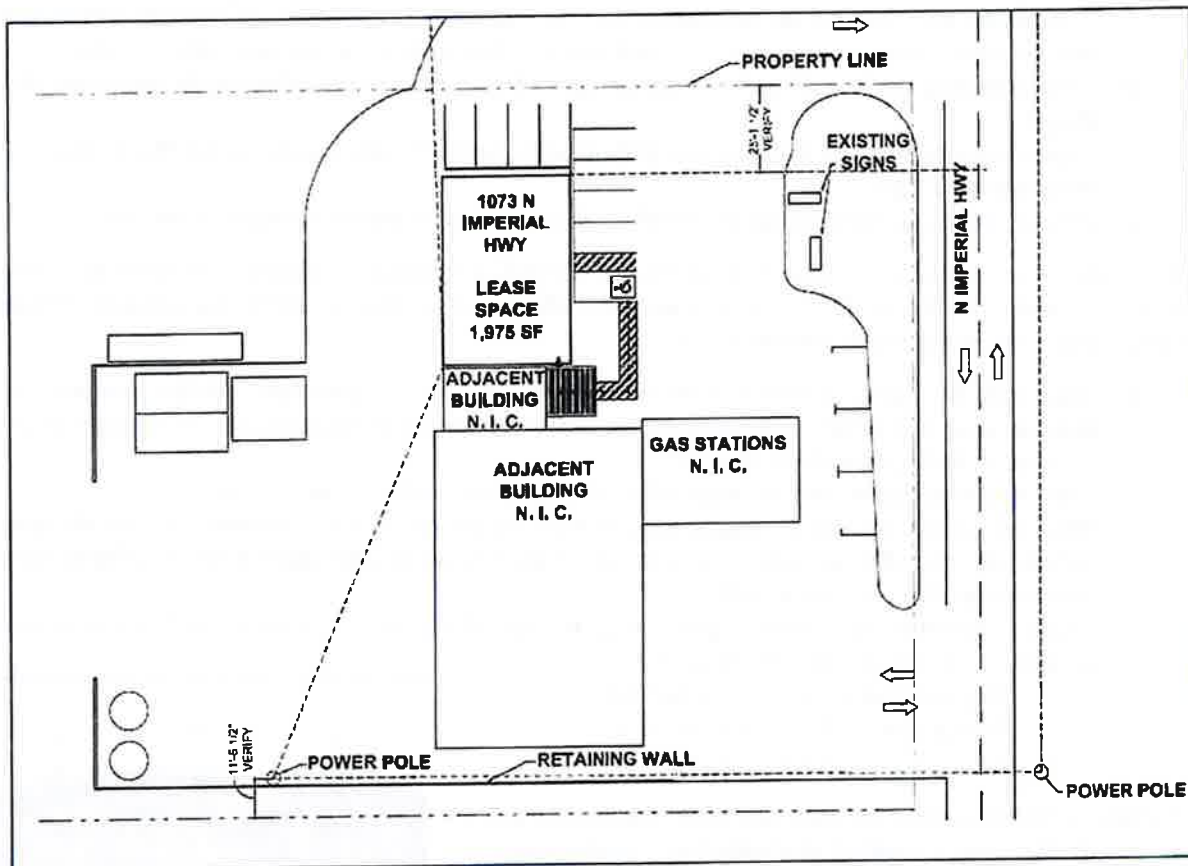 PROPERTY LINE
25'-1 1/2"
VERIFY
EXISTING
SIGNS
1073 N
IMPERIAL
HWY
LEASE
SPACE
1,975 SF
N IMPERIAL HWY
ADJACENT
BUILDING
N. I. C.
GAS STATIONS
N. I. C.
ADJACENT
BUILDING
N. I. C.
11'-5 1/2"
VERIFY
POWER POLE
RETAINING WALL
POWER POLE